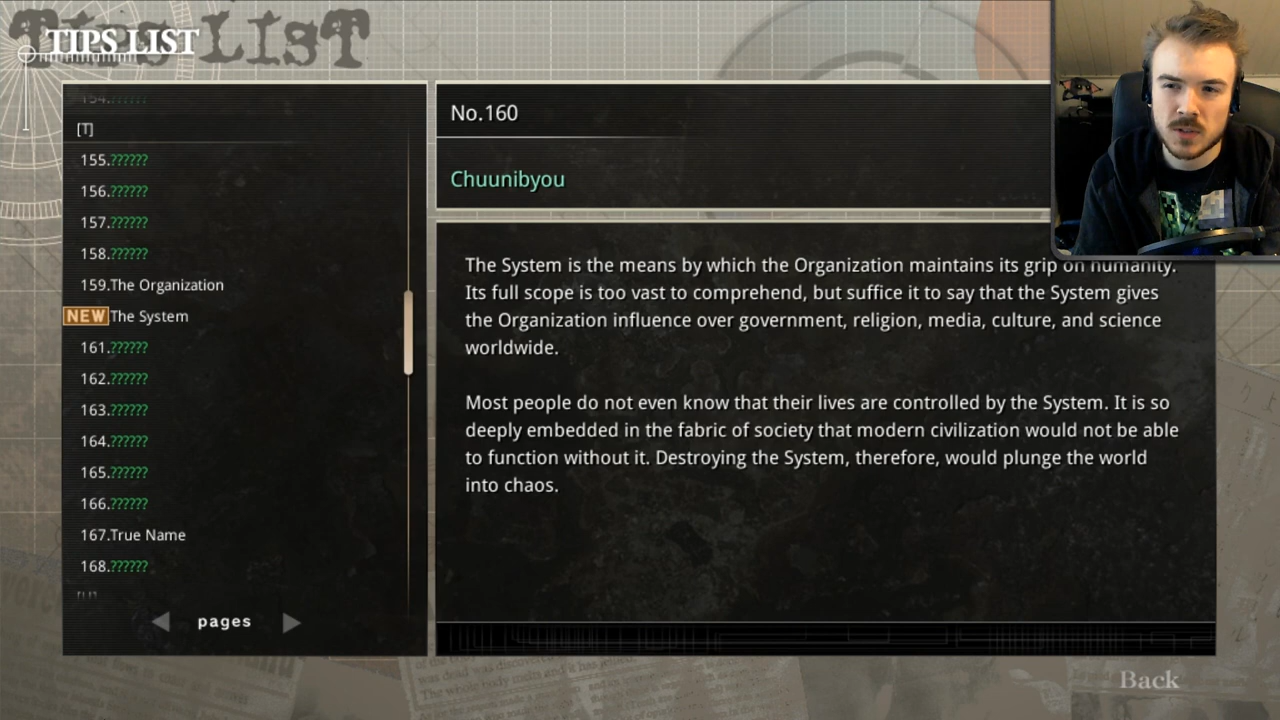 TIPS LIST
TIPS LIST
154.??????
[T]
155.??????
156.??????
157.??????
158.??????
159.The Organization
NEW The System
161.??????
162.??????
163.??????
164.??????
165.??????
166.??????
167.True Name
168.??????
[U]
pages
No.160
Chuunibyou
The System is the means by which the Organization maintains its grip on humanity.
Its full scope is too vast to comprehend, but suffice it to say that the System gives
the Organization influence over government, religion, media, culture, and science
worldwide.
Most people do not even know that their lives are controlled by the System. It is so
deeply embedded in the fabric of society that modern civilization would not be able
to function without it. Destroying the System, therefore, would plunge the world
into chaos.
Back